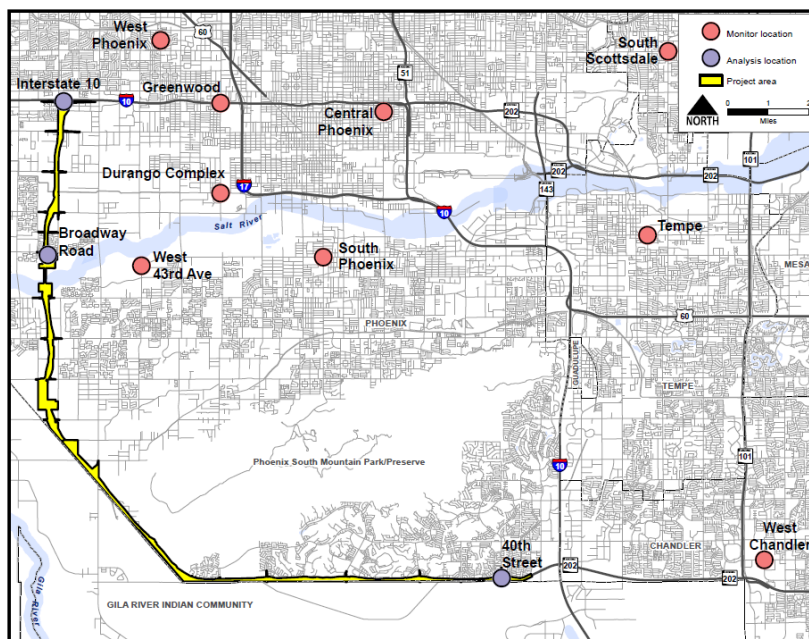 West
Phoenix
60
South
Scottsdale
Monitor location
Analysis location
Project area
NORTH
0 1 2
Miles
Interstate 10
Greenwood
10
51
Central
Phoenix
202
101
202
143
202
Durango Complex
17
Salt River
10
Broadway
Road
West
43rd Ave
South
Phoenix
Tempe
MESA
PHOENIX
60
GUADALUPE
TEMPE
Phoenix South Mountain Park/Preserve
10
101
40th
Street
CHANDLER
West
Chandler
202
202
Gila River
GILA RIVER INDIAN COMMUNITY